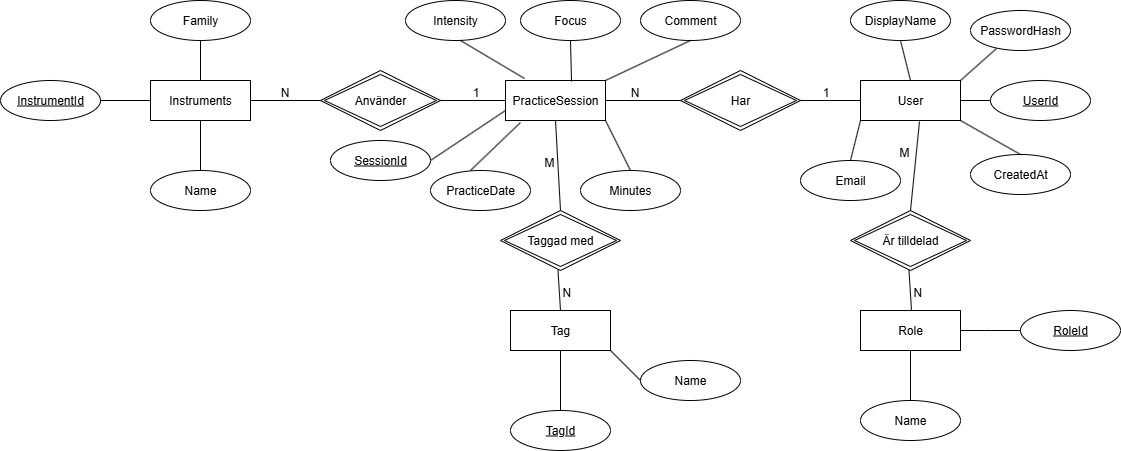 Family
Intensity
Focus
Comment
DisplayName
PasswordHash
InstrumentId
Instruments
N
Använder
1
PracticeSession
N
Har
1
User
UserId
SessionId
Name
PracticeDate
M
Minutes
Email
M
CreatedAt
Taggad med
Är tilldelad
N
N
Tag
Role
RoleId
Name
Name
TagId